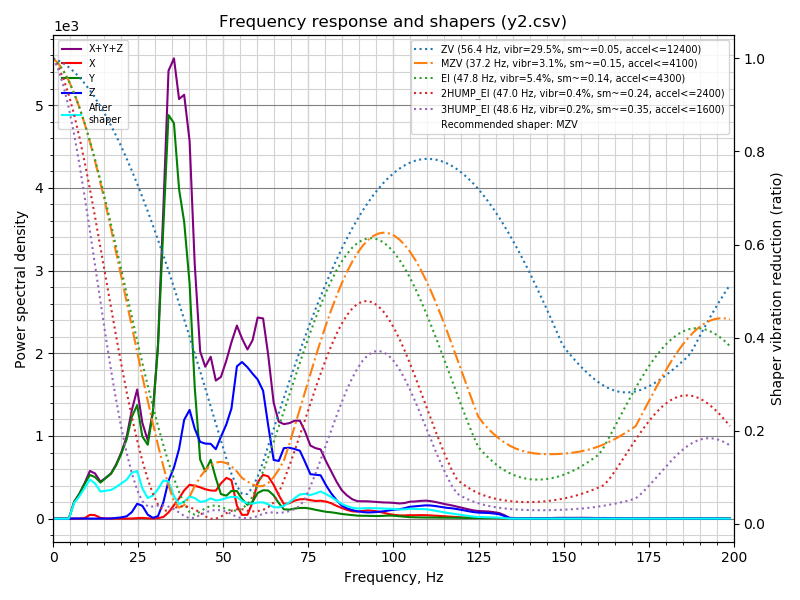 Frequency response and shapers (y2.csv)
1e3
X+Y+Z
X
Y
Z
After
shaper
ZV (56.4 Hz, vibr=29.5%, sm~=0.05, accel<=12400)
MZV (37.2 Hz, vibr=3.1%, sm~=0.15, accel<=4100)
EI (47.8 Hz, vibr=5.4%, sm~=0.14, accel<=4300)
2HUMP_EI (47.0 Hz, vibr=0.4%, sm~=0.24, accel<=2400)
3HUMP_EI (48.6 Hz, vibr=0.2%, sm~=0.35, accel<=1600)
Recommended shaper: MZV
Power spectral density
5
4
3
2
1
0
1.0
0.8
0.6
0.4
0.2
0.0
Shaper vibration reduction (ratio)
0 25 50 75 100 125 150 175 200
Frequency, Hz